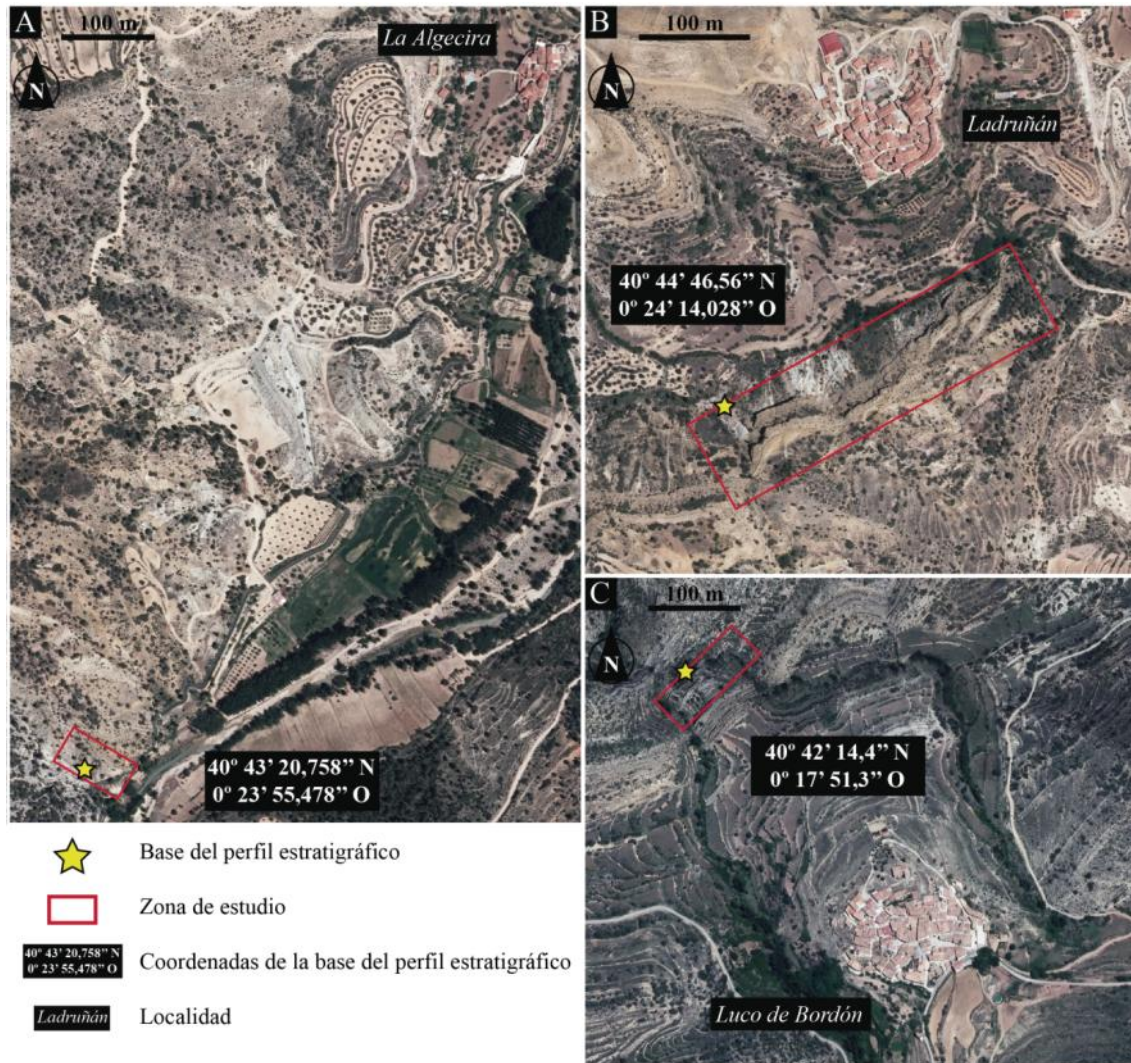 A
100 m
La Algecira
N
40º 43’ 20,758’’ N
0º 23’ 55,478’’ O
B
100 m
N
Ladruñán
40º 44’ 46,56’’ N
0º 24’ 14,028’’ O
C
100 m
N
40º 42’ 14,4’’ N
0º 17’ 51,3’’ O
Luco de Bordón
Base del perfil estratigráfico
Zona de estudio
40º 43’ 20,758’’ N
0º 23’ 55,478’’ O
Coordenadas de la base del perfil estratigráfico
Ladruñán
Localidad